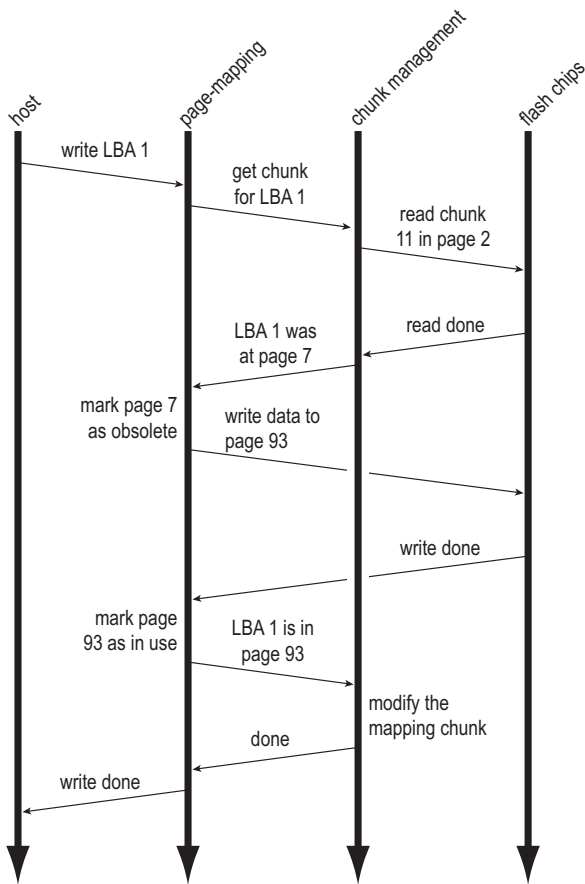 host
page-mapping
chunk management
flash chips
write LBA 1
get chunk
for LBA 1
read chunk
11 in page 2
read done
LBA 1 was
at page 7
mark page 7
as obsolete
write data to
page 93
write done
mark page
93 as in use
LBA 1 is in
page 93
modify the
mapping chunk
done
write done